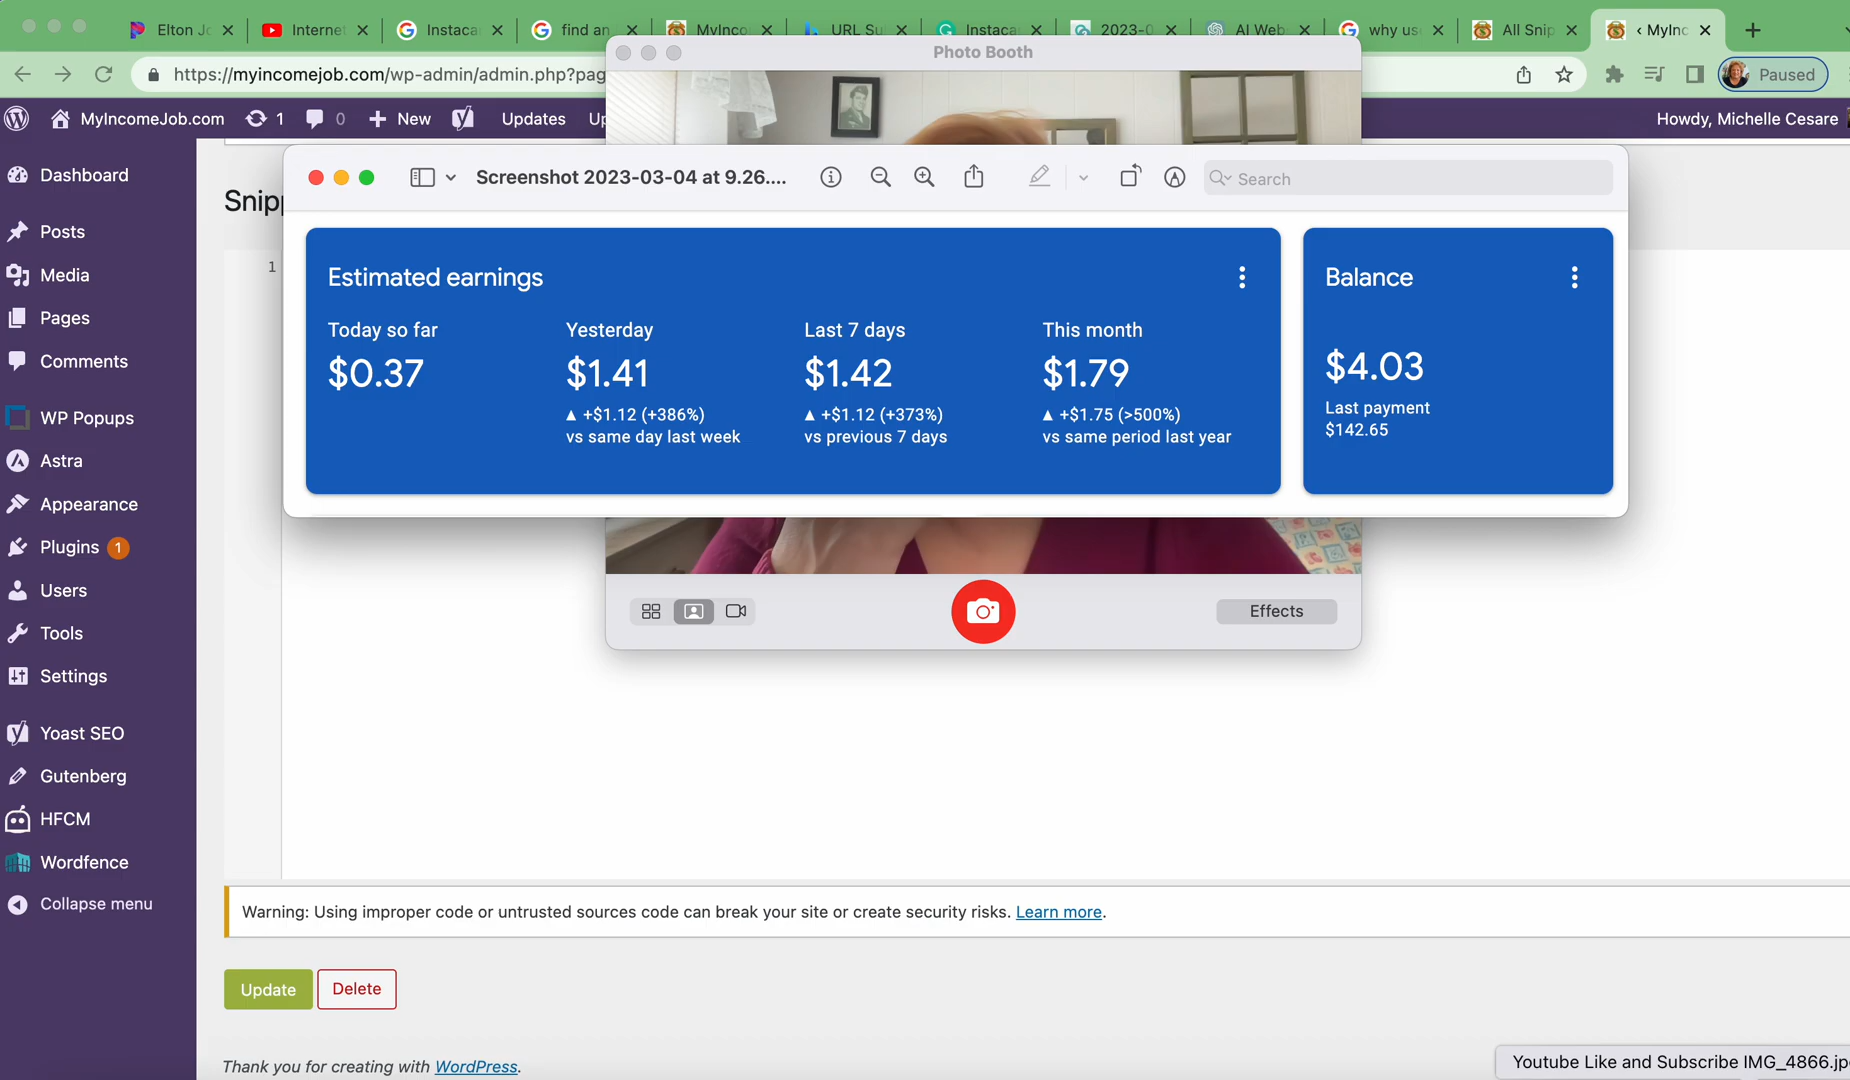 Elton Jo
Internet
Instaca
find an
MyInco
URL Su
Instaca
2023-0
AI Web
why us
All Snip
‹ MyInc
Photo Booth
https://myincomejob.com/wp-admin/admin.php?pag
Paused
MyIncomeJob.com
1
0
New
Updates
Up
Howdy, Michelle Cesare
Dashboard
Posts
Media
Pages
Comments
WP Popups
Astra
Appearance
Plugins 1
Users
Tools
Settings
Yoast SEO
Gutenberg
HFCM
Wordfence
Collapse menu
Snipp
1
Screenshot 2023-03-04 at 9.26....
Search
Estimated earnings
Today so far
$0.37
Yesterday
$1.41
▲ +$1.12 (+386%)
vs same day last week
Last 7 days
$1.42
▲ +$1.12 (+373%)
vs previous 7 days
This month
$1.79
▲ +$1.75 (>500%)
vs same period last year
Balance
$4.03
Last payment
$142.65
Effects
Warning: Using improper code or untrusted sources code can break your site or create security risks. Learn more.
Update
Delete
Thank you for creating with WordPress.
Youtube Like and Subscribe IMG_4866.jp